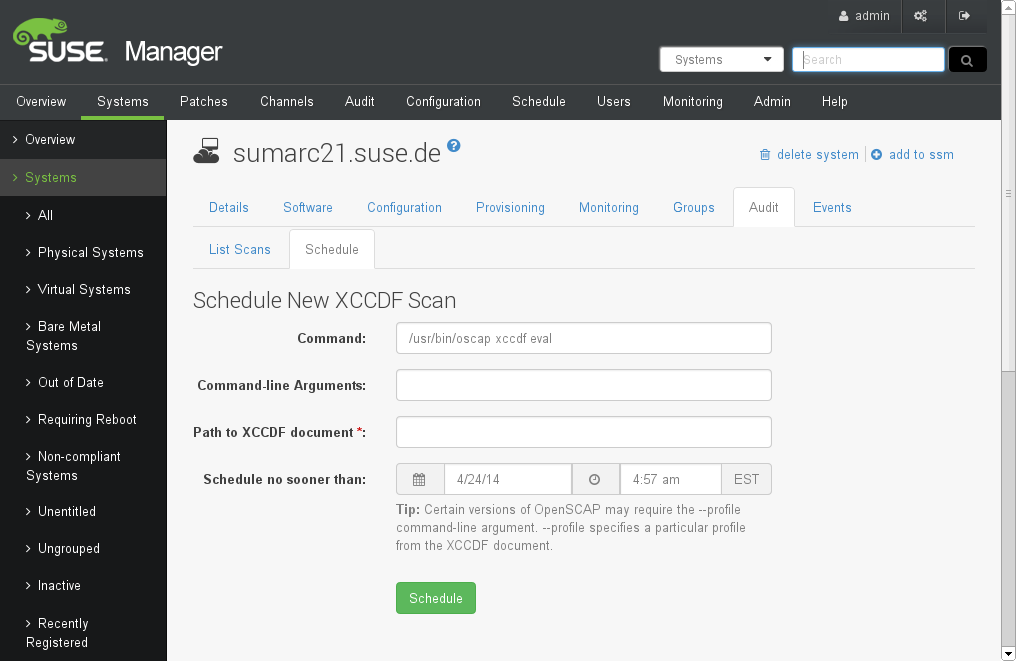 admin
SUSE. Manager
Systems
Search
Overview Systems Patches Channels Audit Configuration Schedule Users Monitoring Admin Help
Overview
Systems
All
Physical Systems
Virtual Systems
Bare Metal
Systems
Out of Date
Requiring Reboot
Non-compliant
Systems
Unentitled
Ungrouped
Inactive
Recently
Registered
sumarc21.suse.de ?
delete system
add to ssm
Details Software Configuration Provisioning Monitoring Groups Audit Events
List Scans Schedule
Schedule New XCCDF Scan
Command: /usr/bin/oscap xccdf eval
Command-line Arguments:
Path to XCCDF document *:
Schedule no sooner than: 4/24/14 4:57 am EST
Tip: Certain versions of OpenSCAP may require the --profile
command-line argument. --profile specifies a particular profile
from the XCCDF document.
Schedule